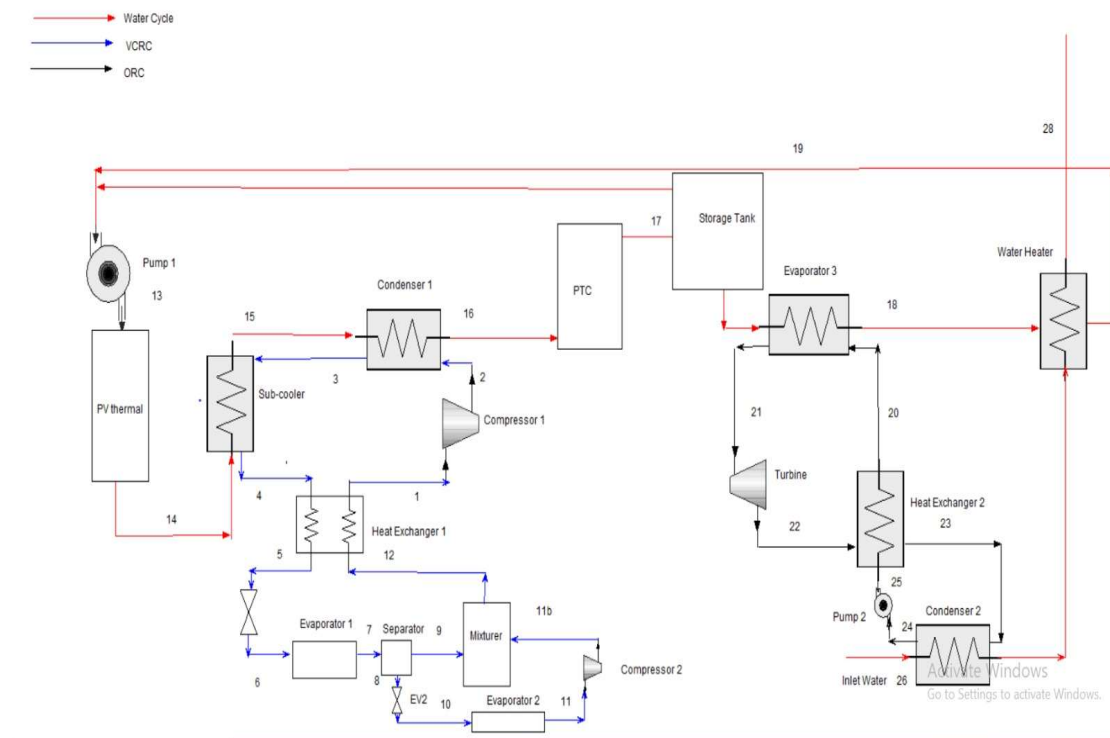 Water Cycle
VCRC
ORC
28
19
Storage Tank
17
Water Heater
Pump 1
Evaporator 3
13
Condenser 1
PTC
18
15
16
3
2
Sub-cooler
PV thermal
Compressor 1
21
20
Turbine
4
1
Heat Exchanger 2
14
Heat Exchanger 1
22
23
5
12
25
11b
Pump 2
Condenser 2
Evaporator 1
7
Separator
9
Mixturer
24
6
8
Compressor 2
Inlet Water
26
EV2
10
Evaporator 2
11
Activate Windows
Go to Settings to activate Windows.